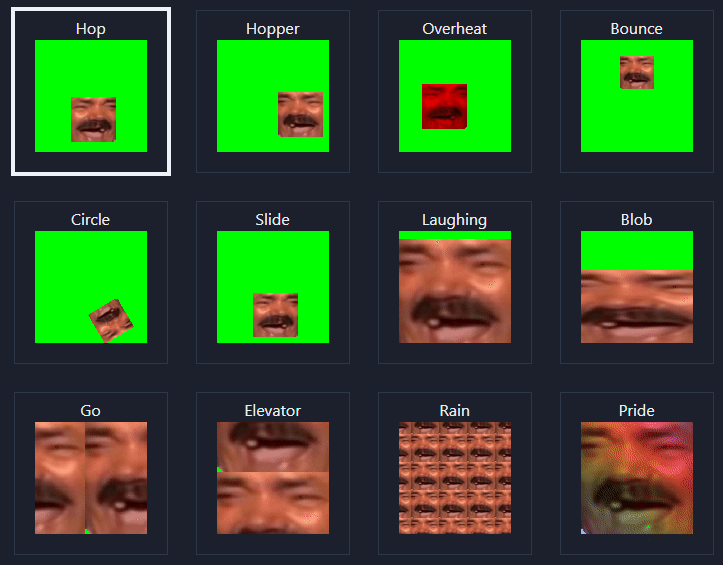 Hop
Hopper
Overheat
Bounce
Circle
Slide
Laughing
Blob
Go
Elevator
Rain
Pride